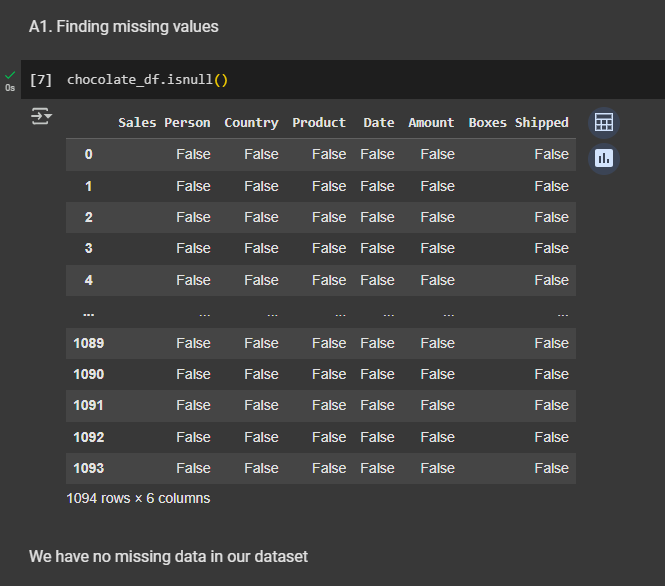 A1. Finding missing values
0s [7] chocolate_df.isnull()
Sales Person Country Product Date Amount Boxes Shipped
0 False False False False False False
1 False False False False False False
2 False False False False False False
3 False False False False False False
4 False False False False False False
... ... ... ... ... ... ...
1089 False False False False False False
1090 False False False False False False
1091 False False False False False False
1092 False False False False False False
1093 False False False False False False
1094 rows × 6 columns
We have no missing data in our dataset